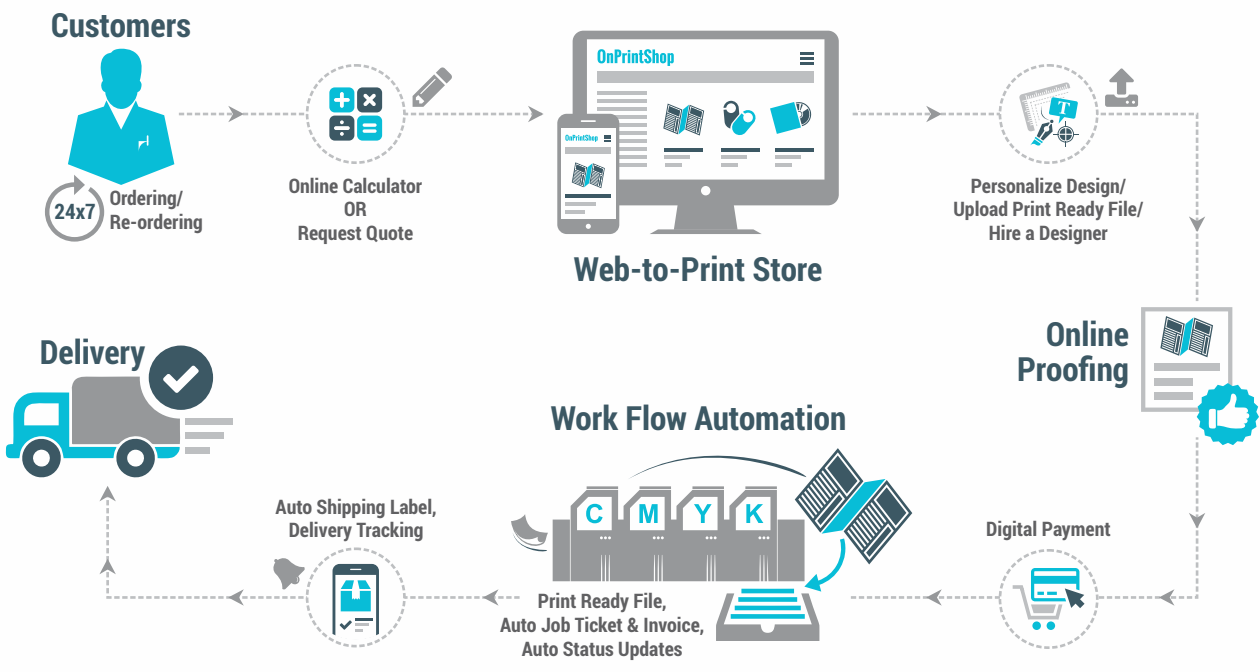 Customers
24x7
Ordering/
Re-ordering
Online Calculator
OR
Request Quote
OnPrintShop
OnPrintShop
Web-to-Print Store
T
Personalize Design/
Upload Print Ready File/
Hire a Designer
Online
Proofing
Digital Payment
Work Flow Automation
C M Y K
Print Ready File,
Auto Job Ticket & Invoice,
Auto Status Updates
Auto Shipping Label,
Delivery Tracking
Delivery